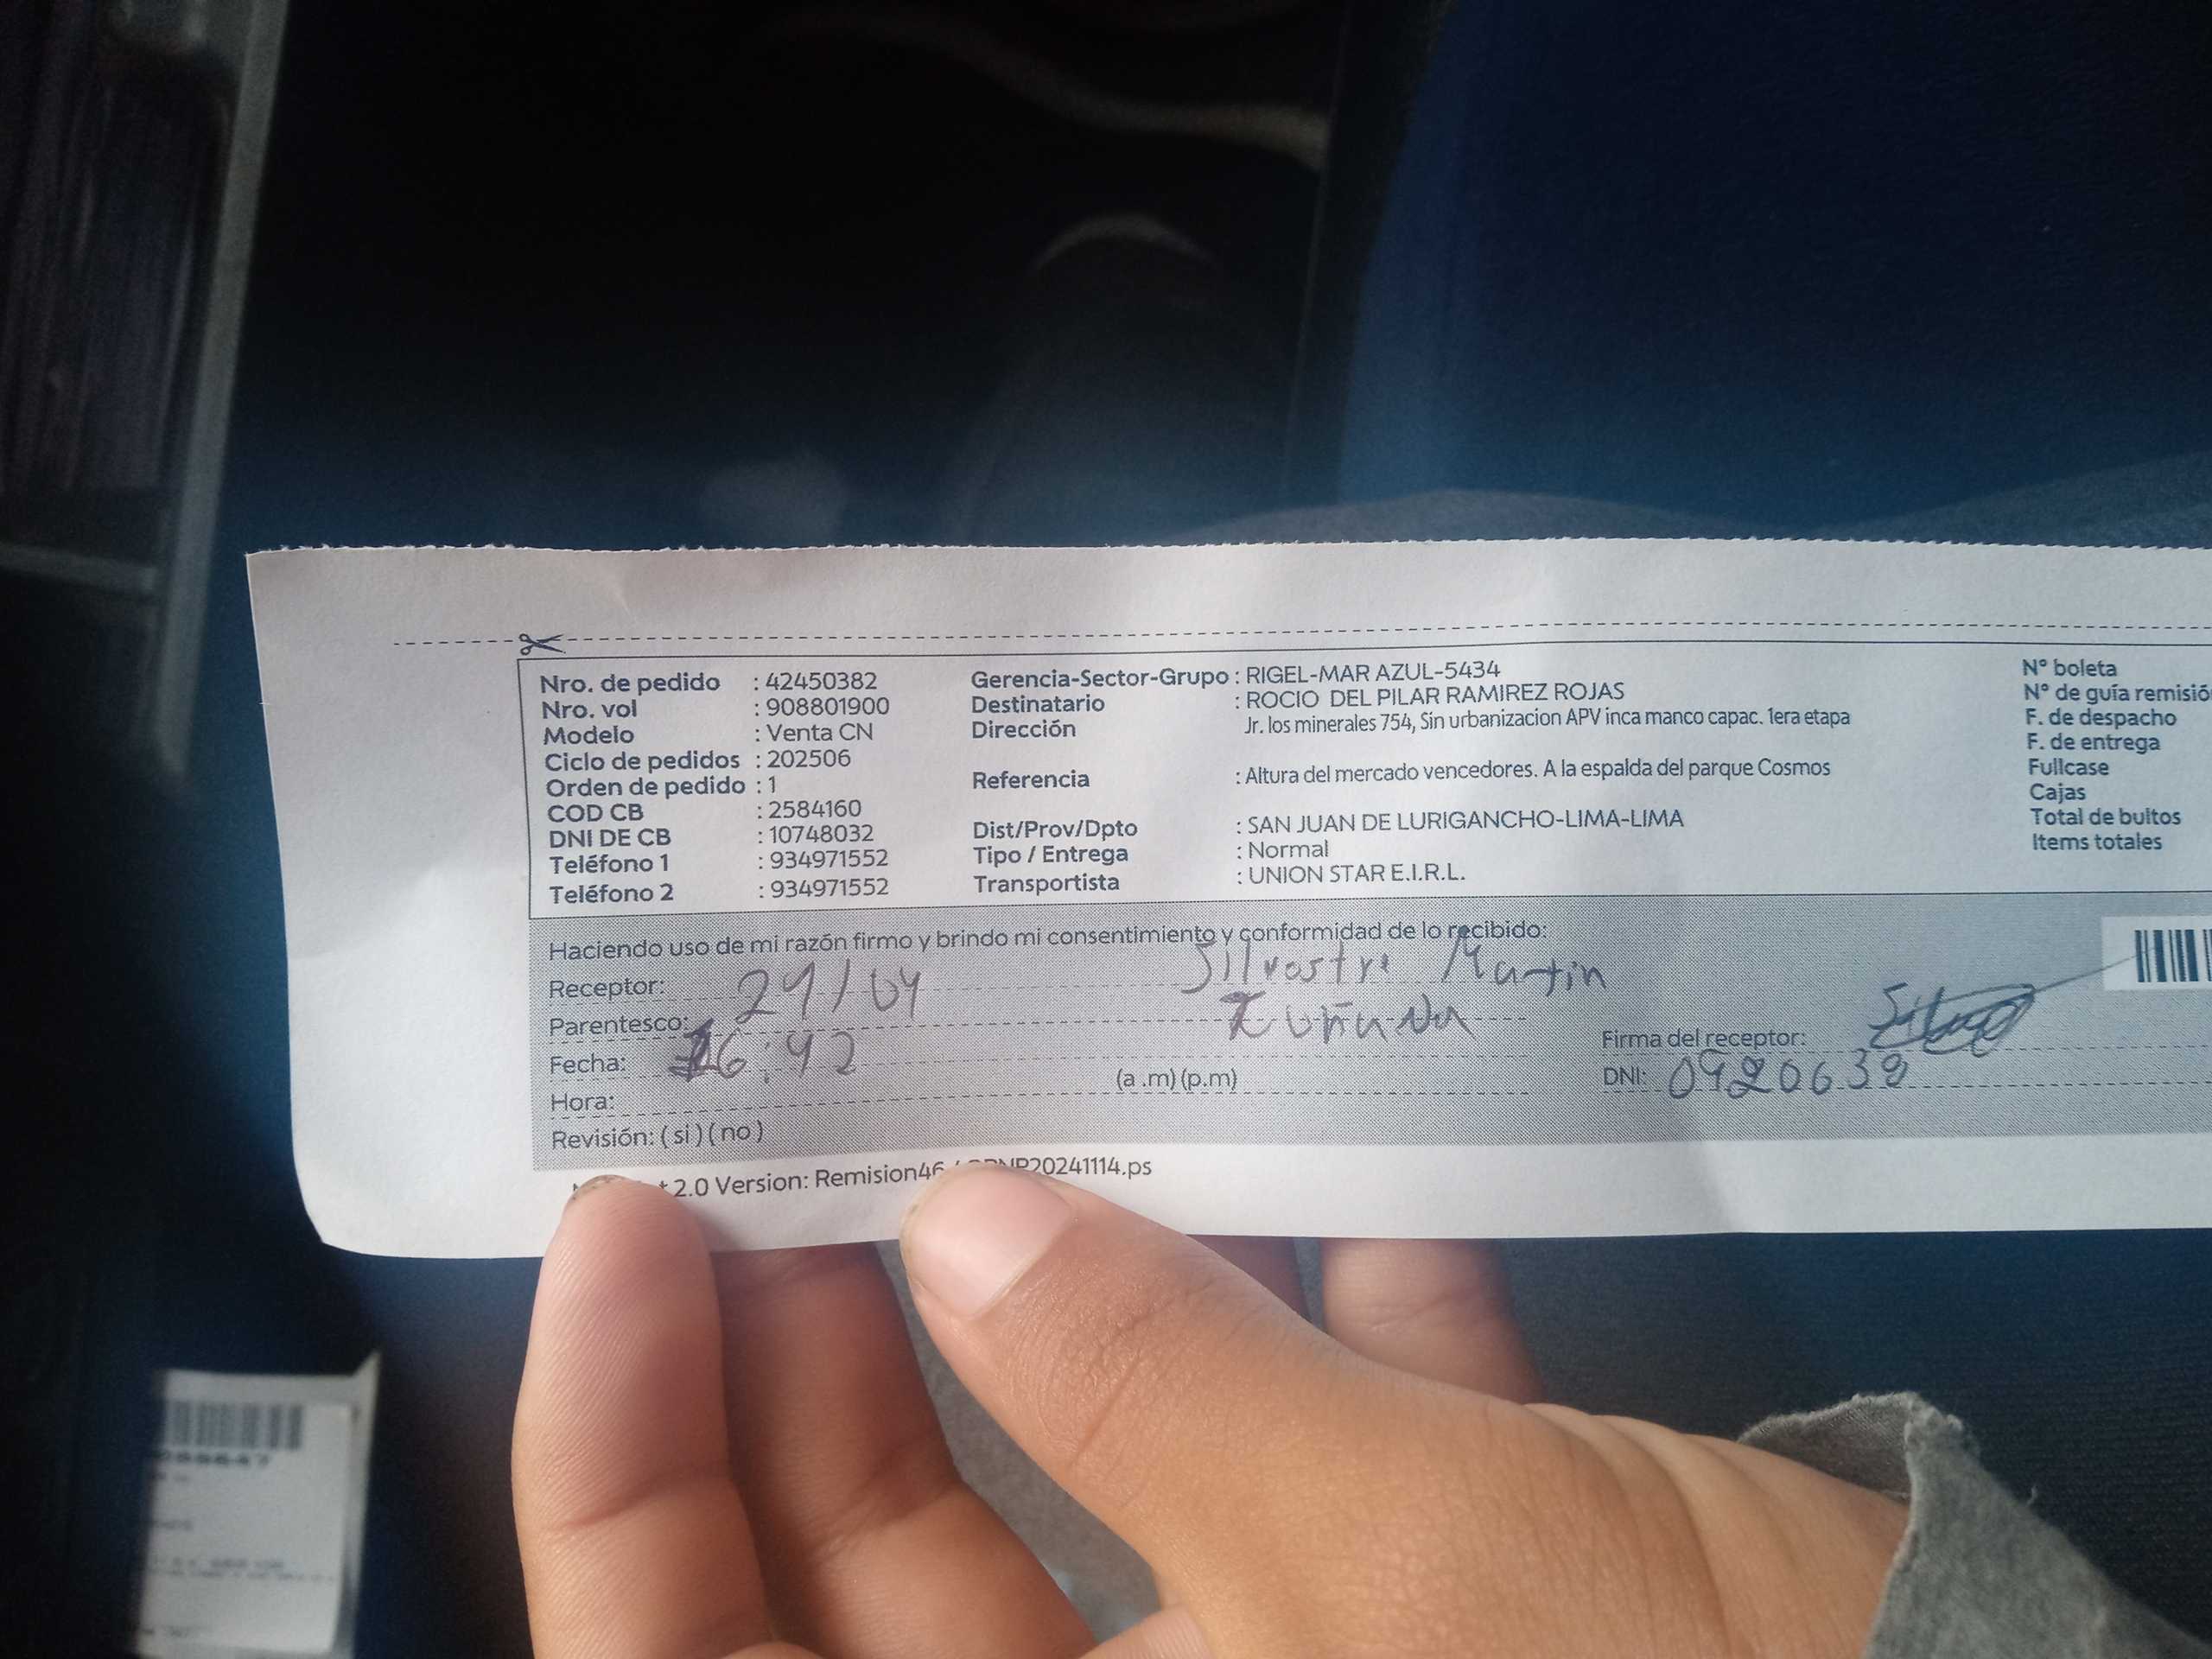 Nro. de pedido : 42450382
Nro. vol : 908801900
Modelo : Venta CN
Ciclo de pedidos : 202506
Orden de pedido : 1
COD CB : 2584160
DNI DE CB : 10748032
Teléfono 1 : 934971552
Teléfono 2 : 934971552
Gerencia-Sector-Grupo : RIGEL-MAR AZUL-5434
Destinatario : ROCIO DEL PILAR RAMIREZ ROJAS
Dirección Jr. los minerales 754, Sin urbanizacion APV inca manco capac. 1era etapa
Referencia : Altura del mercado vencedores. A la espalda del parque Cosmos
Dist/Prov/Dpto : SAN JUAN DE LURIGANCHO-LIMA-LIMA
Tipo / Entrega : Normal
Transportista : UNION STAR E.I.R.L.
N° boleta
N° de guía remisió
F. de despacho
F. de entrega
Fullcase
Cajas
Total de bultos
Items totales
Haciendo uso de mi razón firmo y brindo mi consentimiento y conformidad de lo recibido:
Receptor: 29/04 Silvestre Martin
Parentesco:
Fecha: 16:42 (a .m) (p.m)
Hora:
Revisión: ( si ) ( no )
Firma del receptor:
DNI: 0920638
2.0 Version: Remision46 20241114.ps